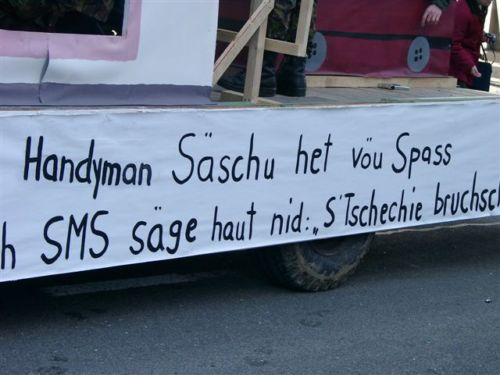 Handyman Säschu het vöu Spass
h SMS säge haut nid: „S'Tschechie bruchsch